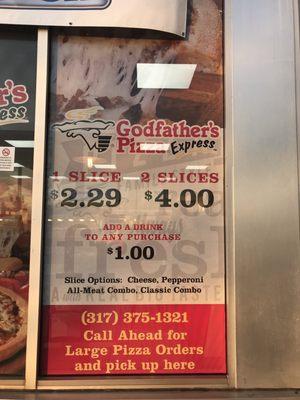 Godfather's
Pizza Express
1 SLICE 2 SLICES
$2.29 $4.00
ADD A DRINK
TO ANY PURCHASE
$1.00
Slice Options: Cheese, Pepperoni
All-Meat Combo, Classic Combo
(317) 375-1321
Call Ahead for
Large Pizza Orders
and pick up here